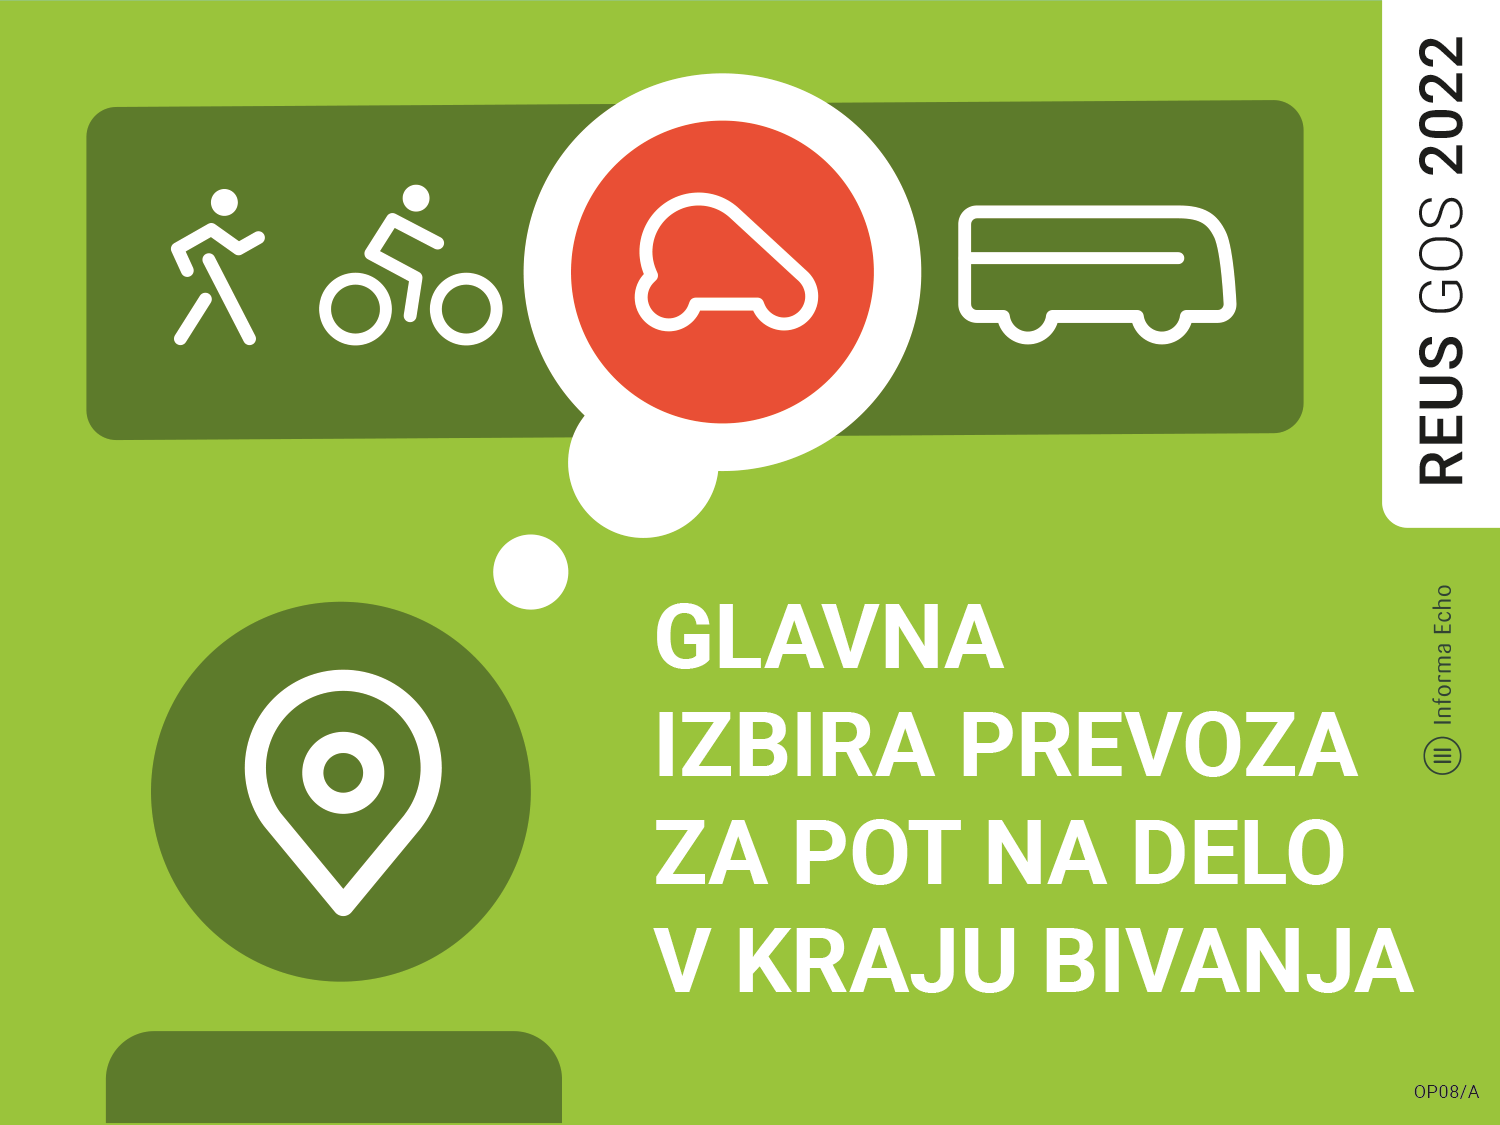 REUS GOS 2022
Informa Echo
GLAVNA
IZBIRA PREVOZA
ZA POT NA DELO
V KRAJU BIVANJA
OP08/A